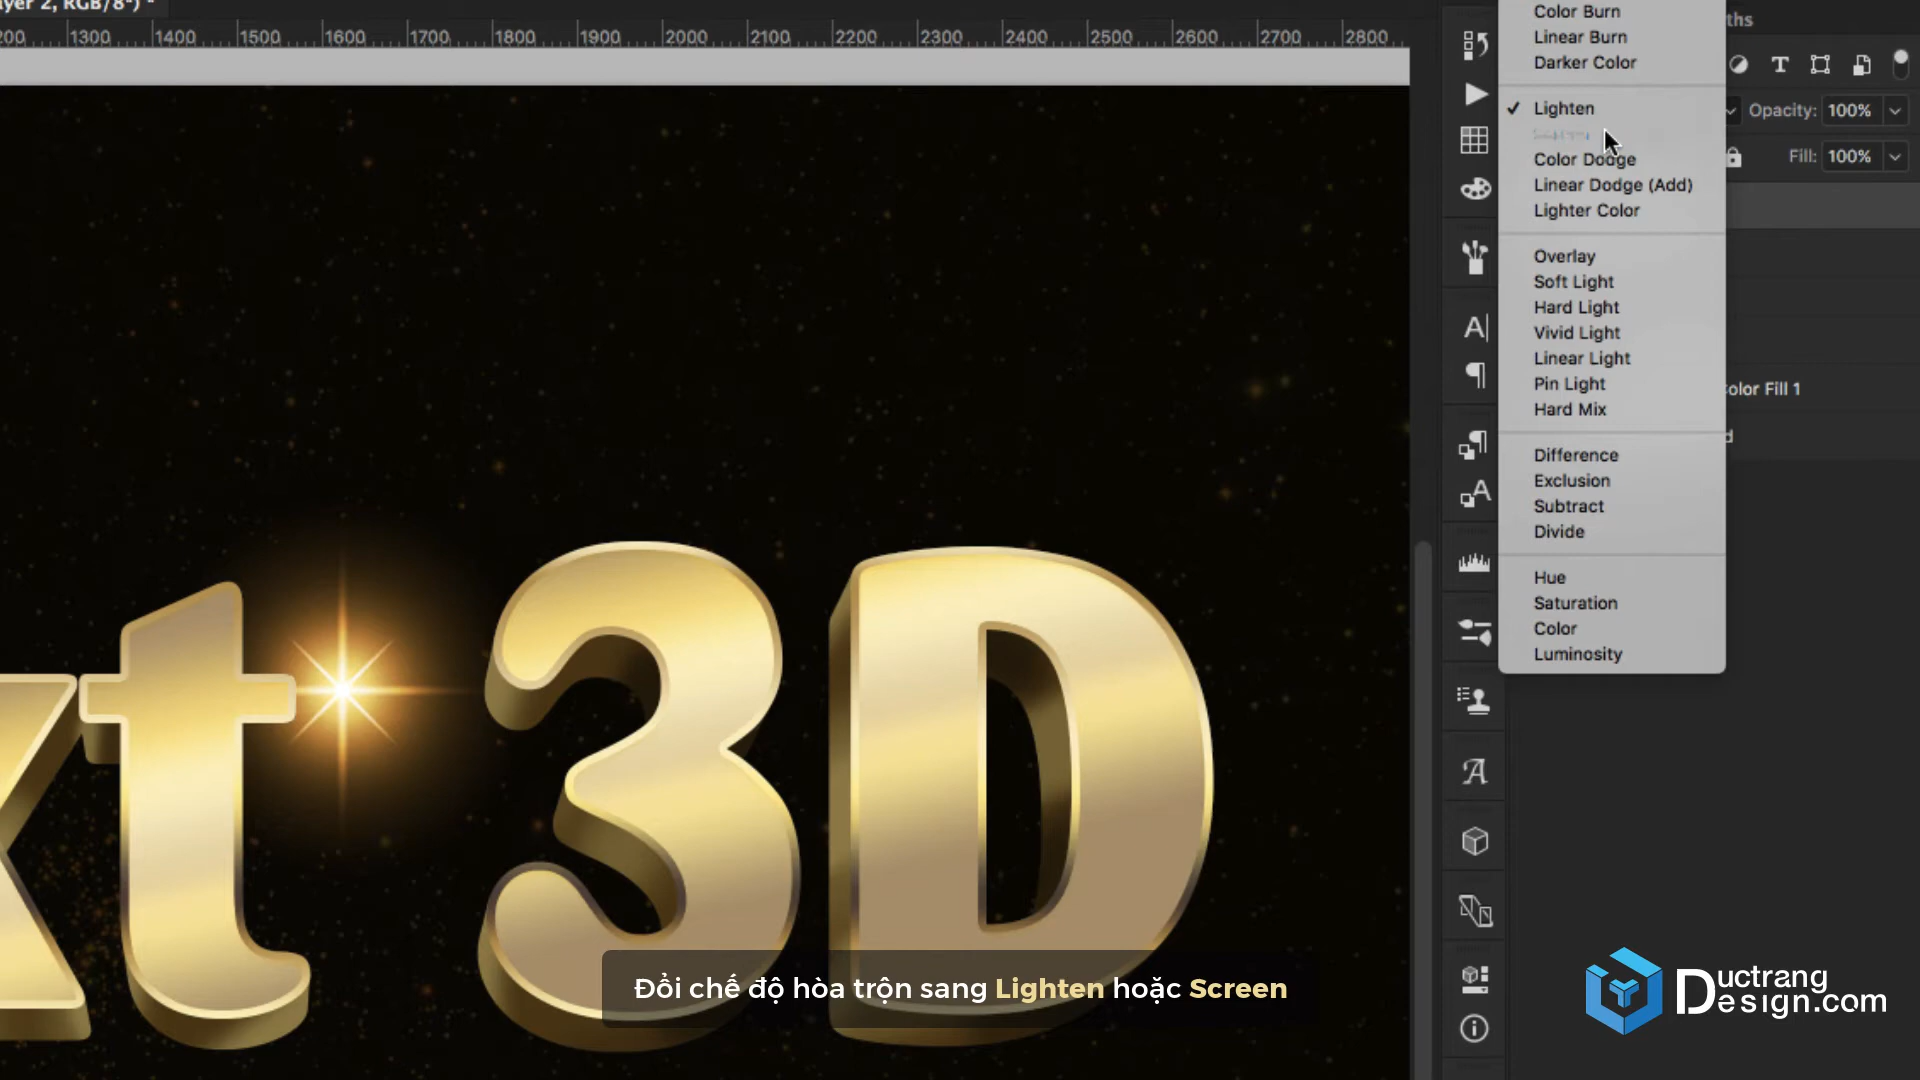 yer 2, RGB/8*) *
200 1300 1400 1500 1600 1700 1800 1900 2000 2100 2200 2300 2400 2500 2600 2700 2800
Color Burn
Linear Burn
Darker Color
Lighten
Color Dodge
Linear Dodge (Add)
Lighter Color
Overlay
Soft Light
Hard Light
Vivid Light
Linear Light
Pin Light
Hard Mix
Difference
Exclusion
Subtract
Divide
Hue
Saturation
Color
Luminosity
ths
Opacity: 100%
Fill: 100%
Color Fill 1
d
xt 3D
Đổi chế độ hòa trộn sang Lighten hoặc Screen
Ductrang
Design.com